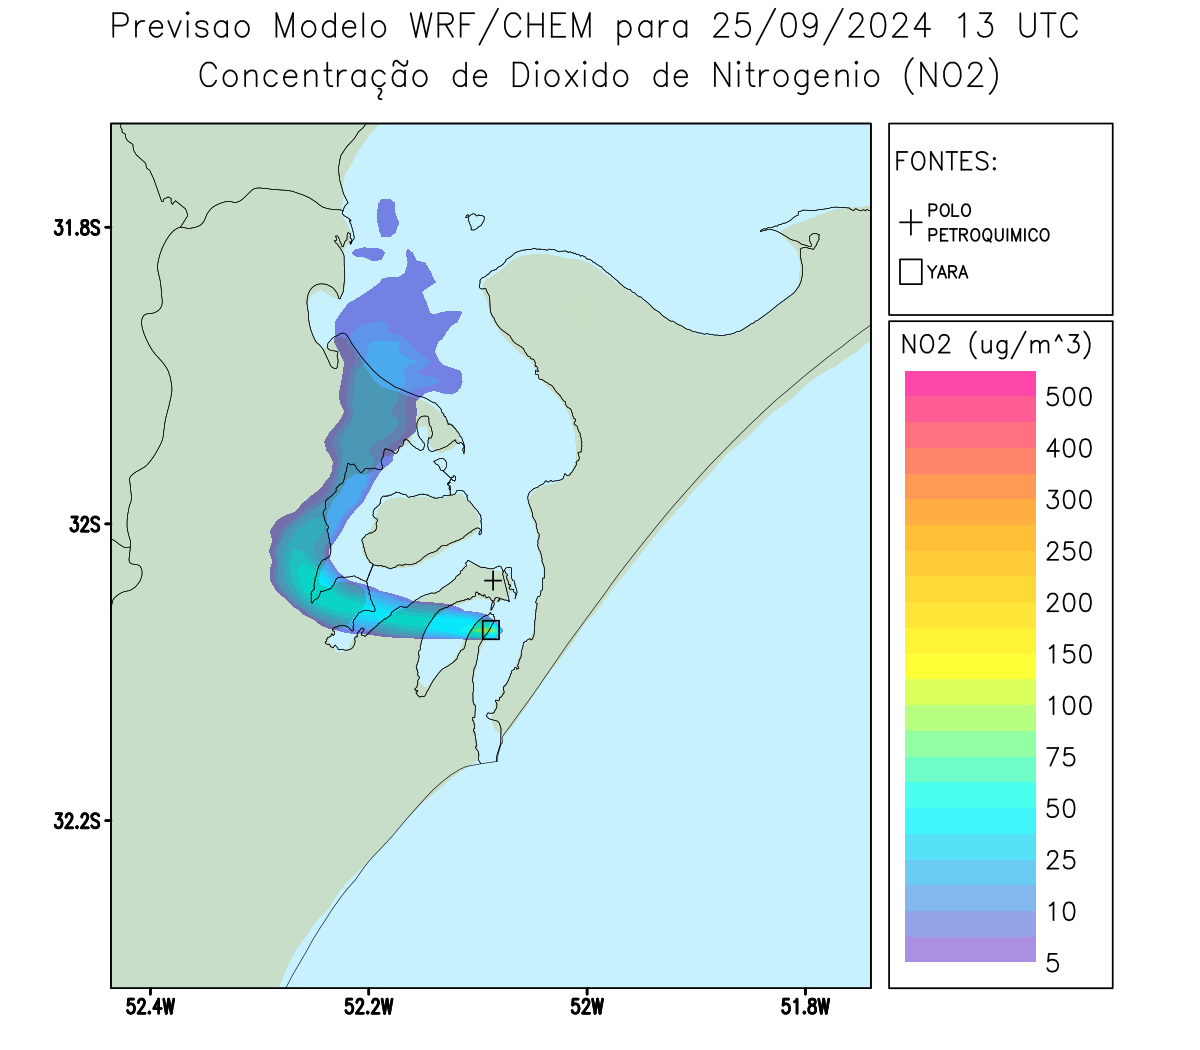 Previsao Modelo WRF/CHEM para 25/09/2024 13 UTC
Concentração de Dioxido de Nitrogenio (NO2)
FONTES:
POLO
PETROQUIMICO
YARA
NO2 (ug/m^3)
500
400
300
250
200
150
100
75
50
25
10
5
31.8S
32S
32.2S
52.4W
52.2W
52W
51.8W